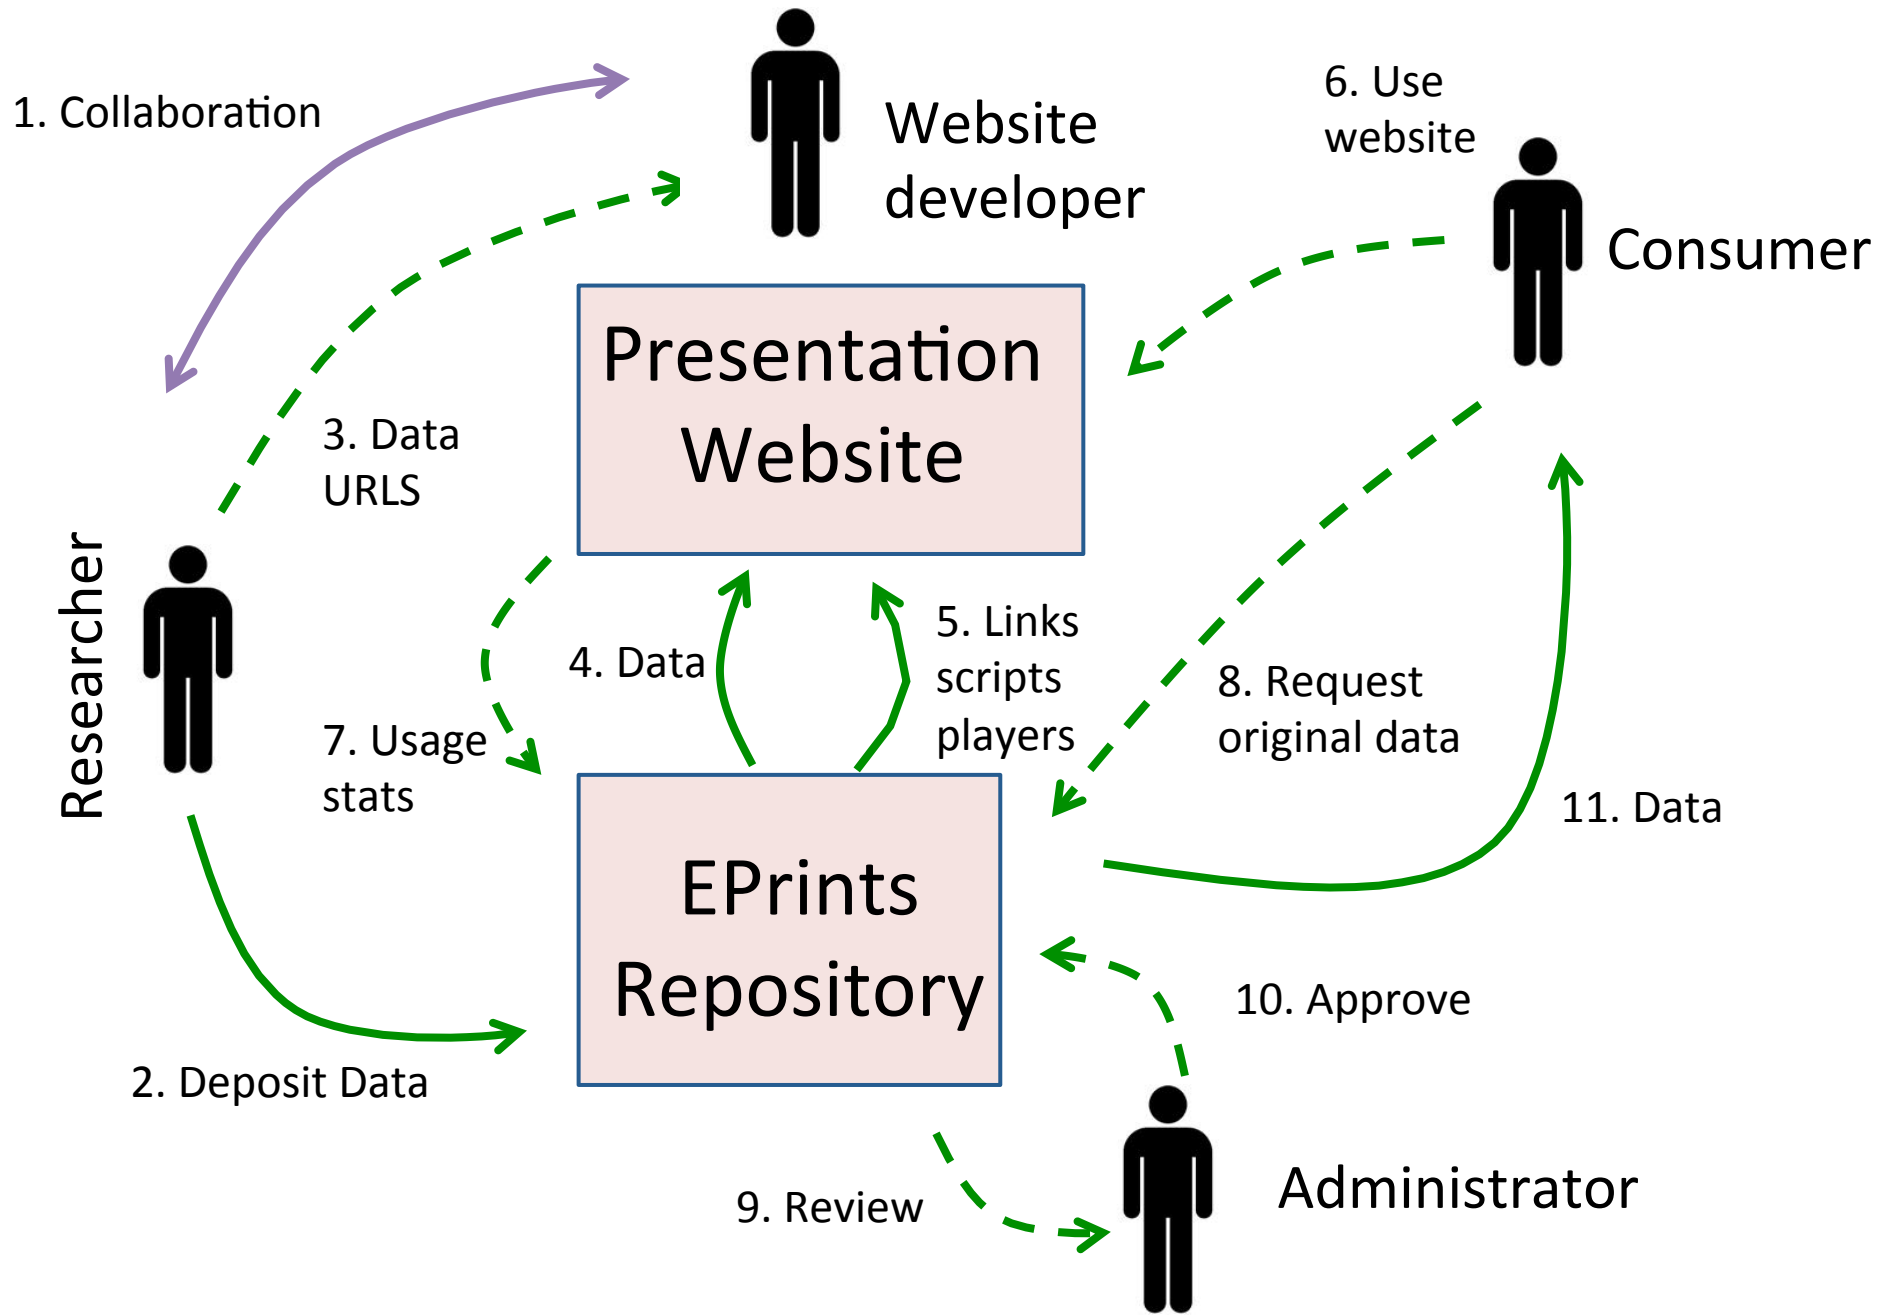 1. Collaboration
Website
developer
6. Use
website
Consumer
Presentation
Website
3. Data
URLS
Researcher
4. Data
5. Links
scripts
players
7. Usage
stats
8. Request
original data
11. Data
EPrints
Repository
2. Deposit Data
10. Approve
9. Review
Administrator